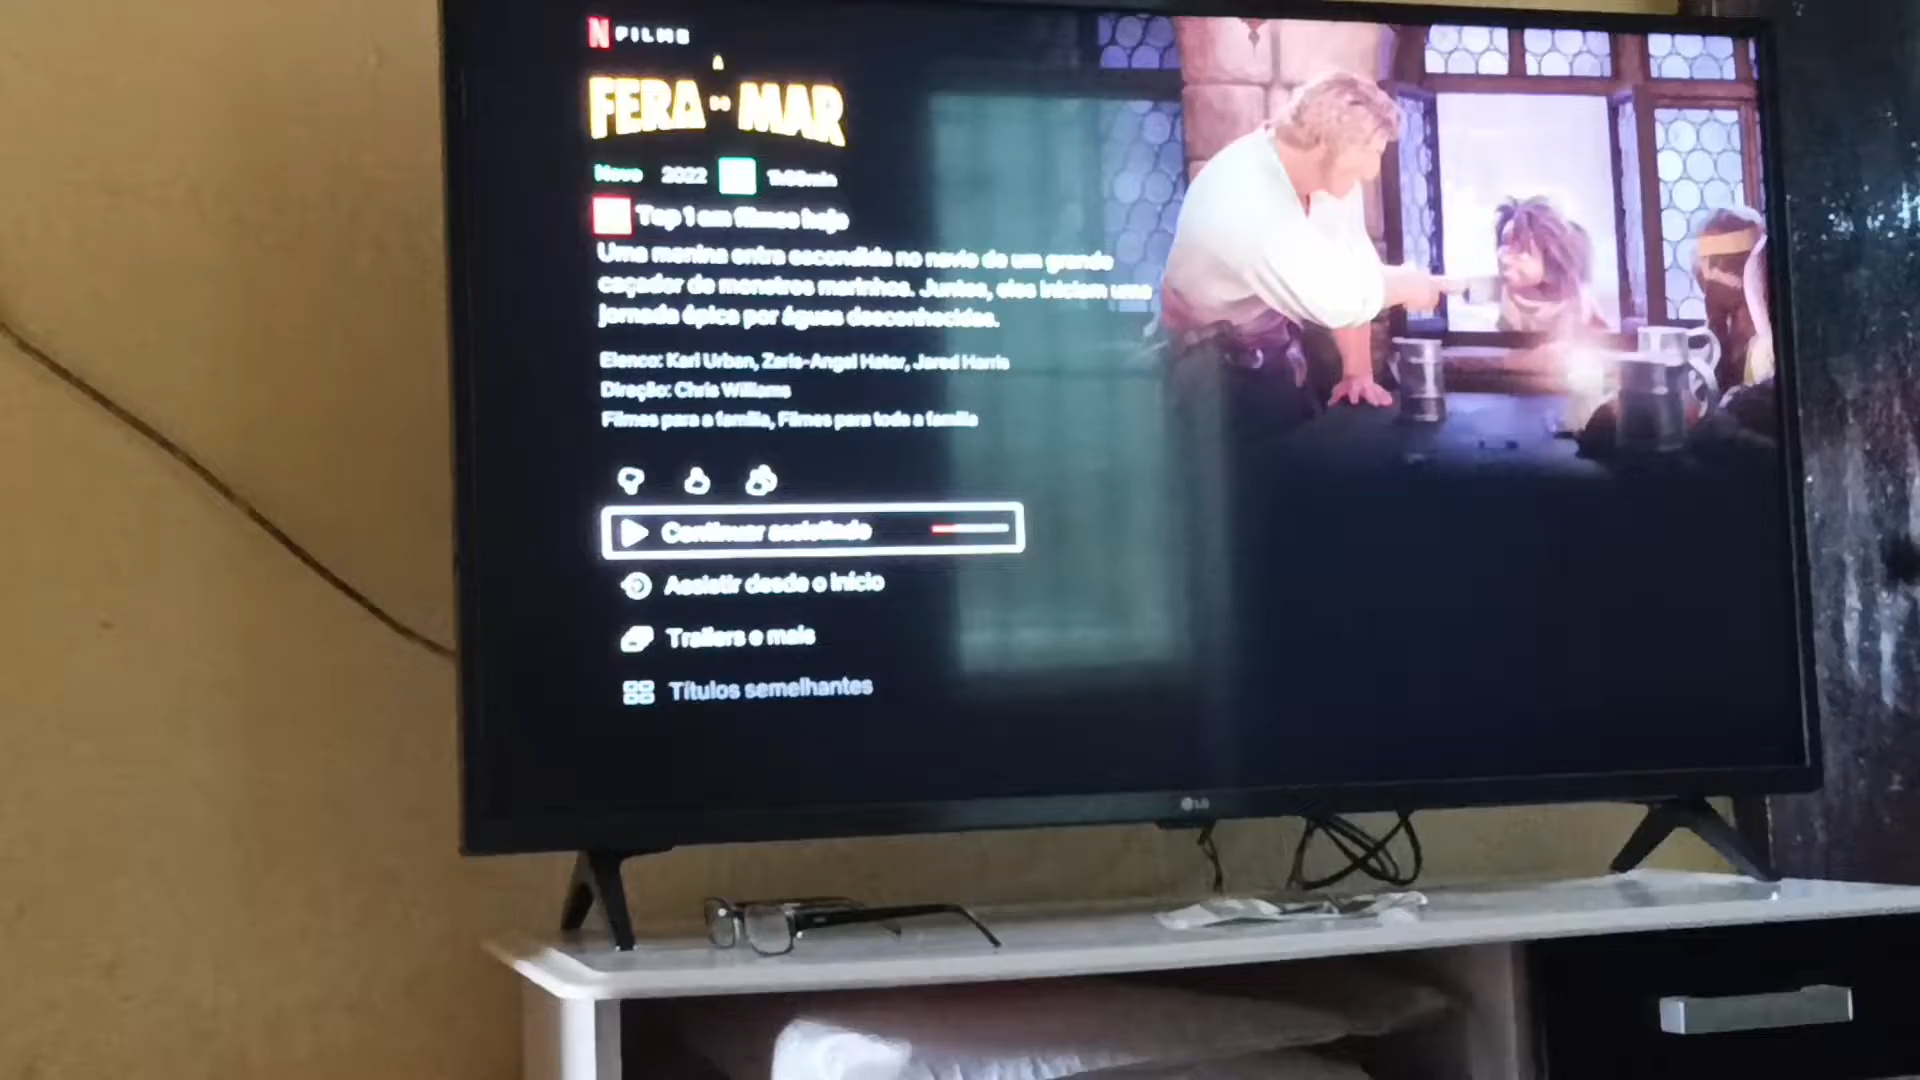 N FILME
A
FERA DO MAR
Novo 2022
Top 1 em filmes hoje
Uma menina entra escondida no navio de um grande
caçador de monstros marinhos. Juntos, eles iniciam uma
jornada épica por águas desconhecidas.
Elenco: Karl Urban, Zaris-Angel Hator, Jared Harris
Direção: Chris Williams
Filmes para a família, Filmes para toda a família
Continuar assistindo
Assistir desde o início
Trailers e mais
Títulos semelhantes
LG